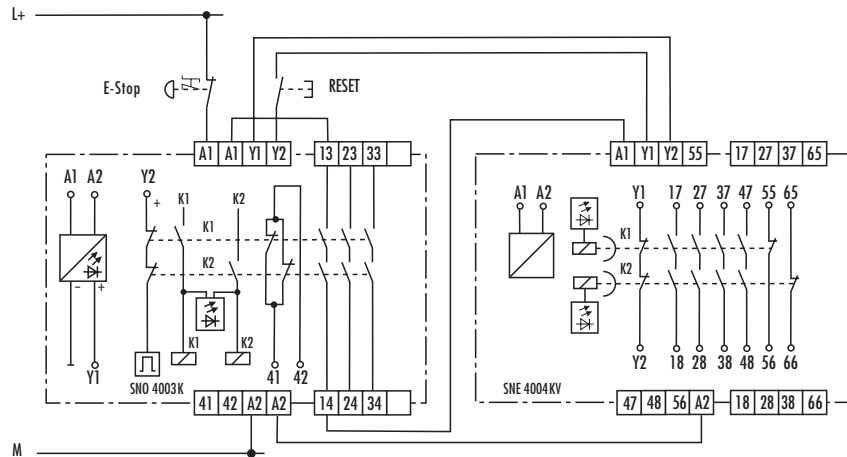 L+
E-Stop
RESET
A1 A1 Y1 Y2 13 23 33
A1 Y1 Y2 55 17 27 37 65
A1 A2 Y2 K1 K2
+
K1
K2
- +
K1 K2
Y1
41 42
SNO 4003K
A1 A2 Y1 17 27 37 47 55 65
K1
K2
Y2 18 28 38 48 56 66
SNE 4004KV
41 42 A2 A2 14 24 34
47 48 56 A2 18 28 38 66
M